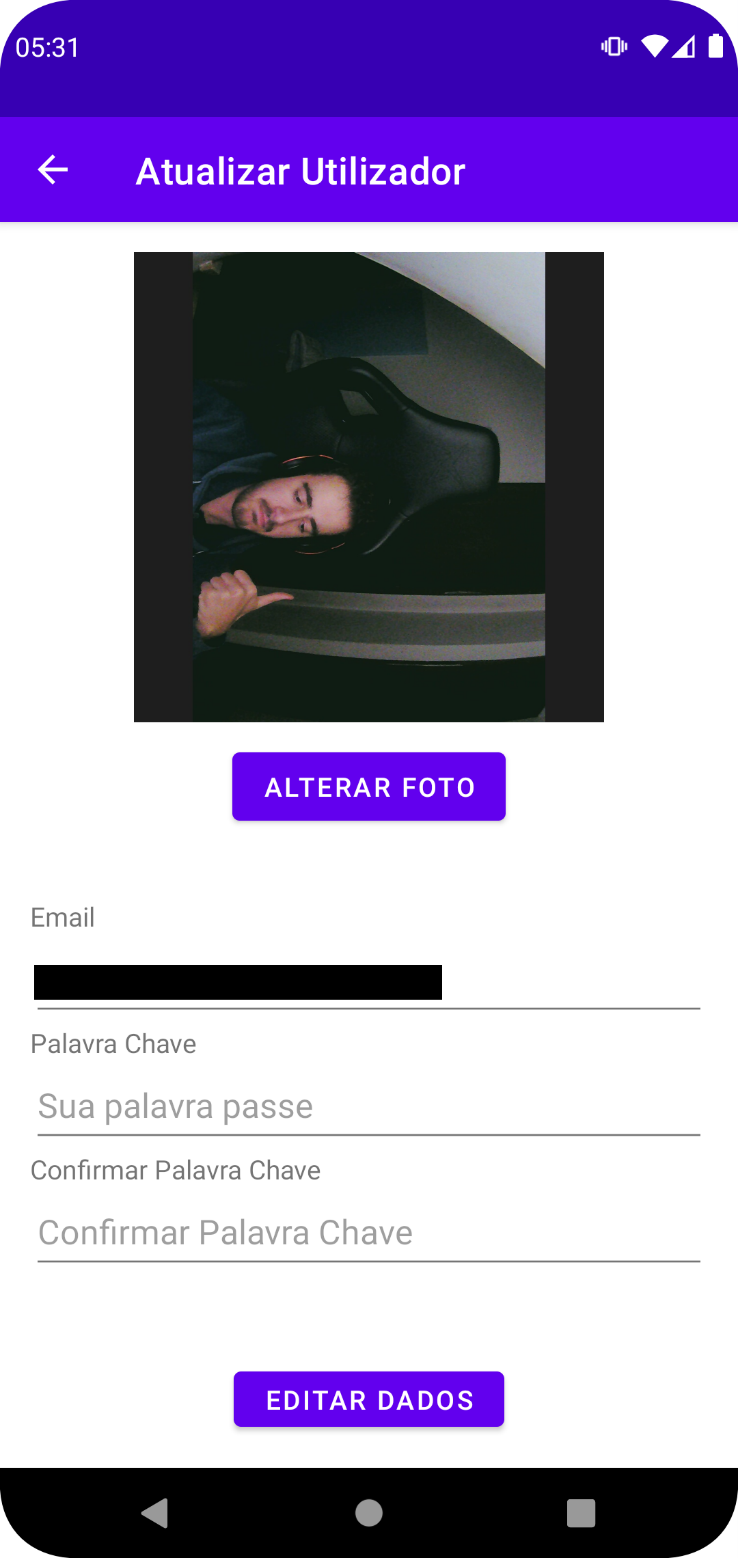 05:31
Atualizar Utilizador
ALTERAR FOTO
Email
Palavra Chave
Sua palavra passe
Confirmar Palavra Chave
Confirmar Palavra Chave
EDITAR DADOS